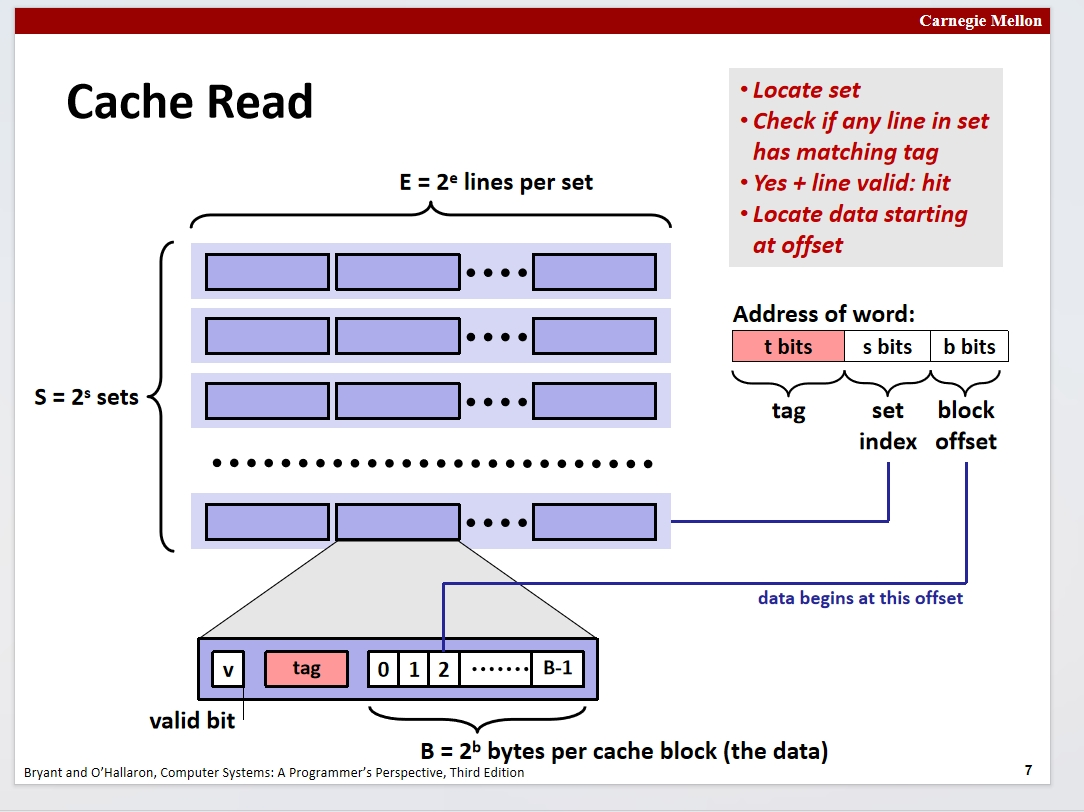 Carnegie Mellon
Cache Read
• Locate set
• Check if any line in set
has matching tag
• Yes + line valid: hit
• Locate data starting
at offset
E = 2ᵉ lines per set
S = 2ˢ sets
Address of word:
t bits s bits b bits
tag set block
index offset
data begins at this offset
v tag 0 1 2 ······· B-1
valid bit
B = 2ᵇ bytes per cache block (the data)
Bryant and O’Hallaron, Computer Systems: A Programmer’s Perspective, Third Edition
7